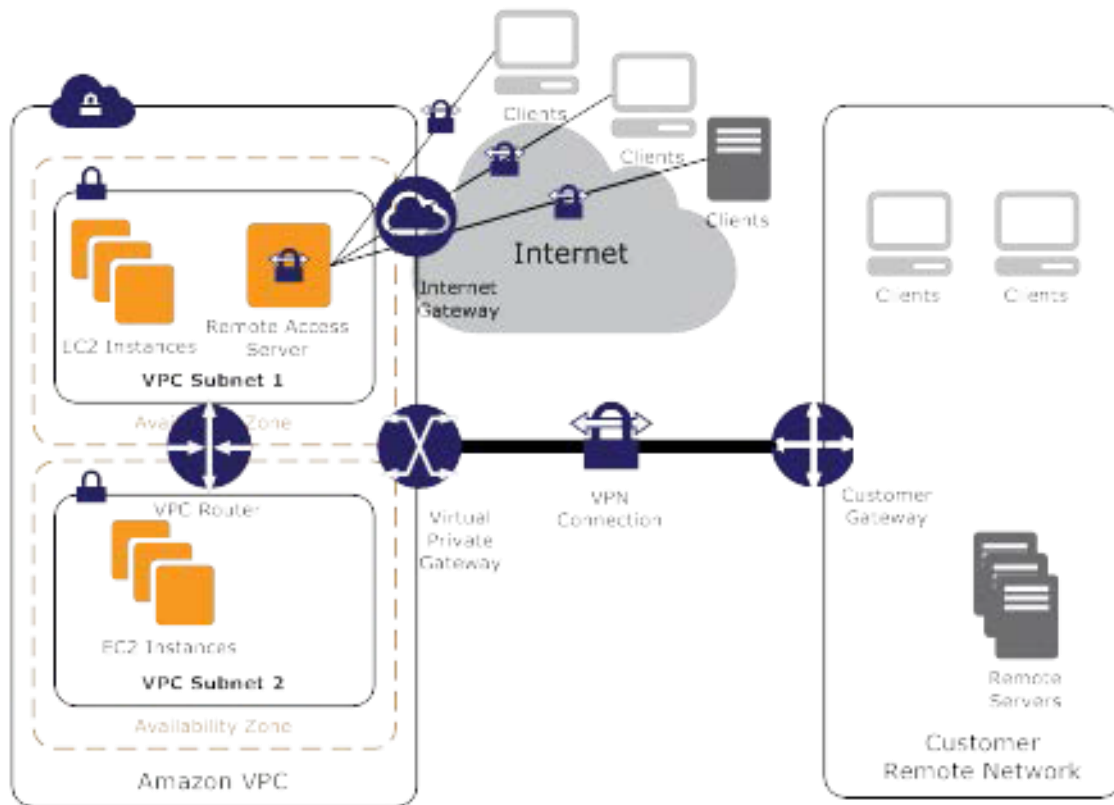 Clients
Clients
Clients
Internet
Internet
Gateway
EC2 Instances
Remote Access
Server
VPC Subnet 1
Availability Zone
VPC Router
Virtual
Private
Gateway
VPN
Connection
Customer
Gateway
Clients
Clients
EC2 Instances
VPC Subnet 2
Availability Zone
Amazon VPC
Remote
Servers
Customer
Remote Network